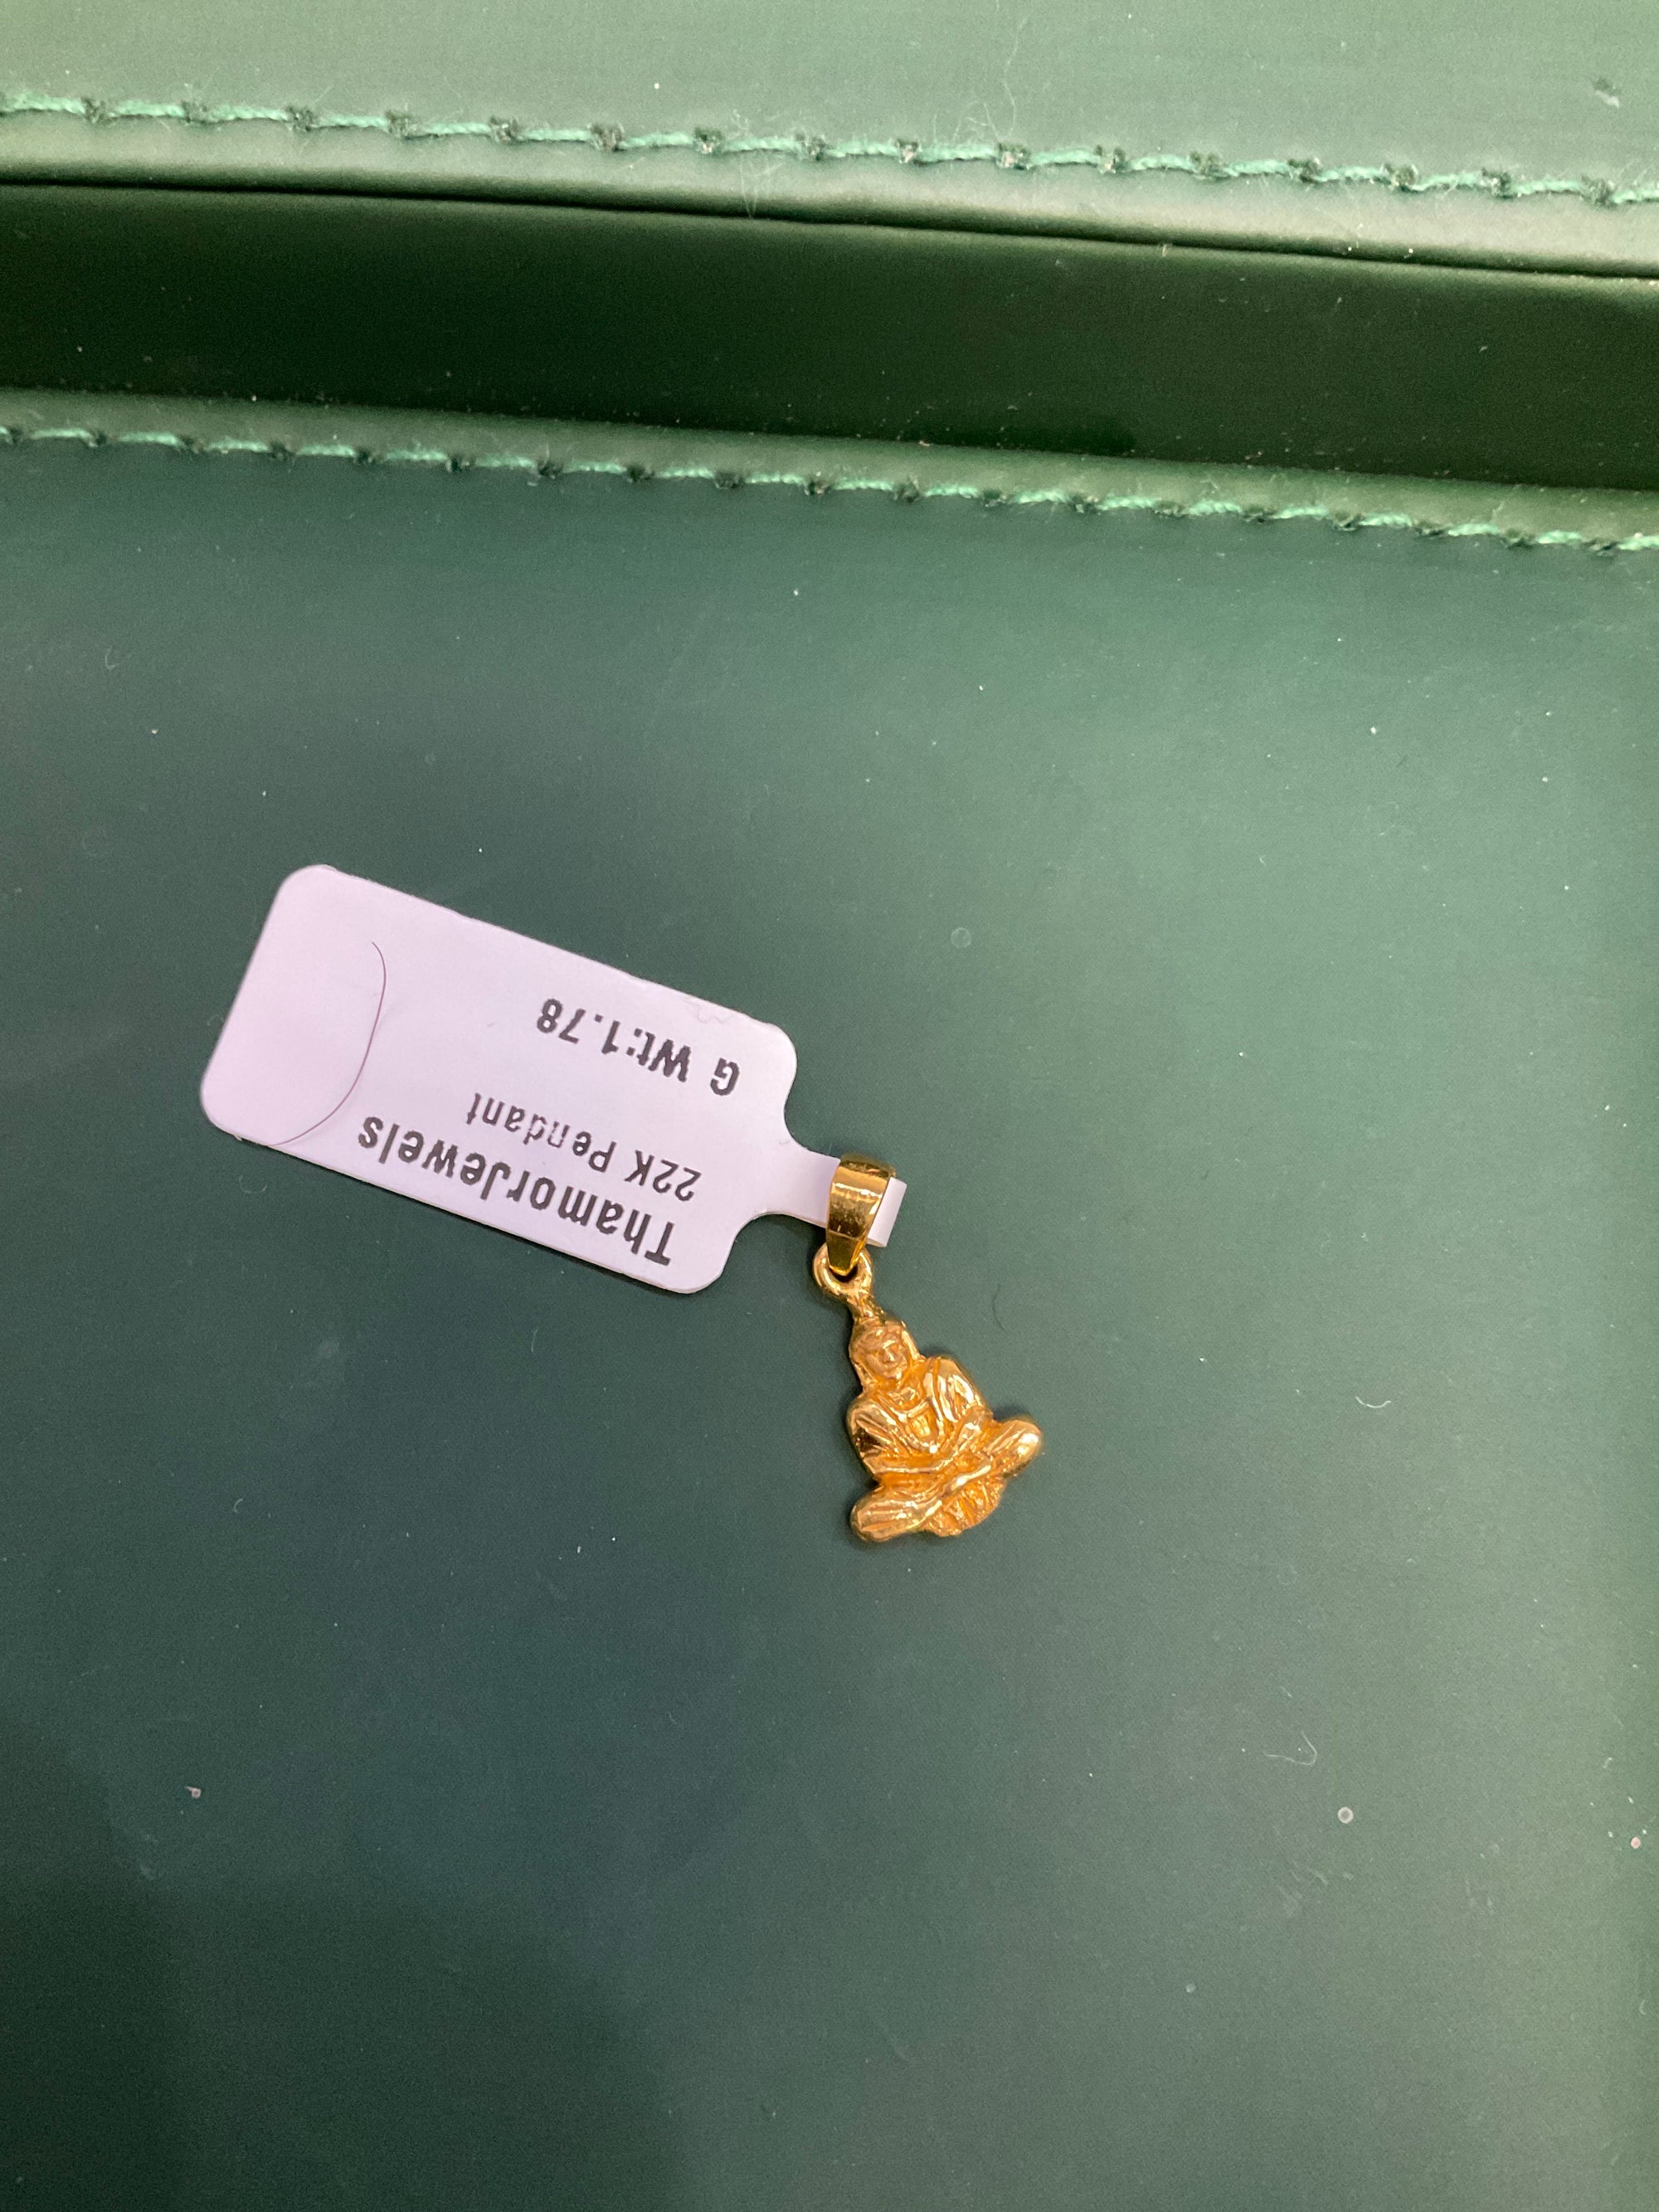 ThamorJewels
22K Pendant
G Wt:1.78